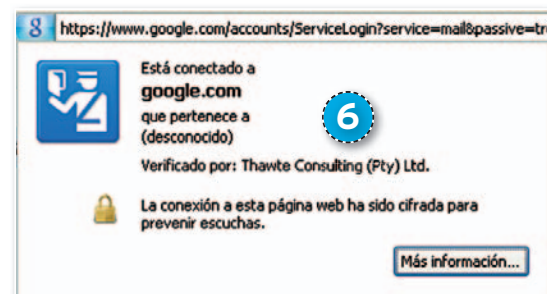 8 https://www.google.com/accounts/ServiceLogin?service=mail&passive=tr
Está conectado a
google.com
que pertenece a
(desconocido)
6
Verificado por: Thawte Consulting (Pty) Ltd.
La conexión a esta página web ha sido cifrada para
prevenir escuchas.
Más información...